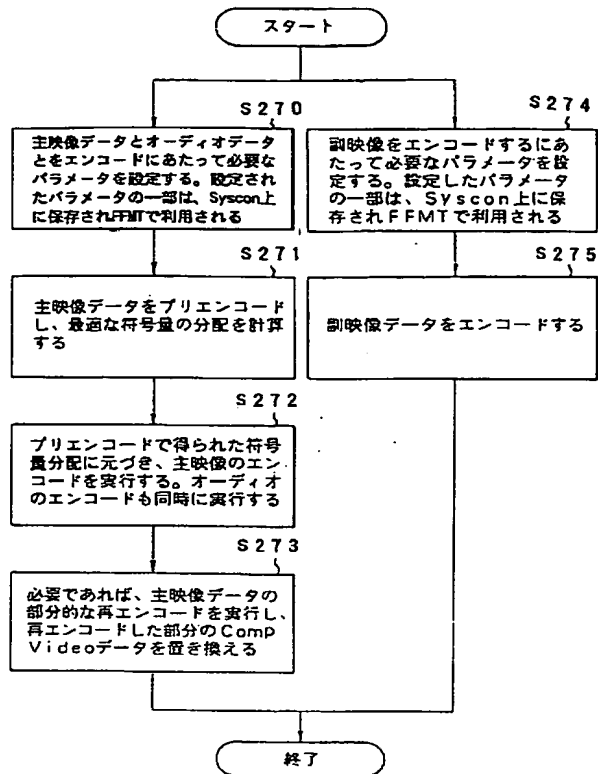 スタート
S270
主映像データとオーディオデータ
とをエンコードにあたって必要な
パラメータを設定する。設定され
たパラメータの一部は、Syscon上
に保存されFFMTで利用される
S271
主映像データをプリエンコード
し、最適な符号量の分配を計算
する
S272
プリエンコードで得られた符号
量分配に元づき、主映像のエン
コードを実行する。オーディオ
のエンコードも同時に実行する
S273
必要であれば、主映像データの
部分的な再エンコードを実行し、
再エンコードした部分のComp
Videoデータを置き換える
S274
副映像をエンコードするにあ
たって必要なパラメータを設
定する。設定したパラメータ
の一部は、Syscon上に保
存されFFMTで利用される
S275
副映像データをエンコードする
終了